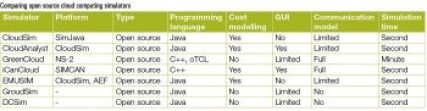 Comparing open source cloud computing simulators
Simulator Platform Type Programming language Cost modelling GUI Communication model Simulation time
CloudSim SimJava Open source Java Yes No Limited Second
CloudAnalyst CloudSim Open source Java Yes Yes Limited Second
GreenCloud NS-2 Open source C++, oTCL No Limited Full Minute
iCanCloud SIMCAN Open source C++ Yes Yes Full Second
EMUSIM CloudSim, AEF Open source Java Yes No Limited Second
GroudSim - Open source Java No Limited No Second
DCSim - Open source Java No Limited No Second